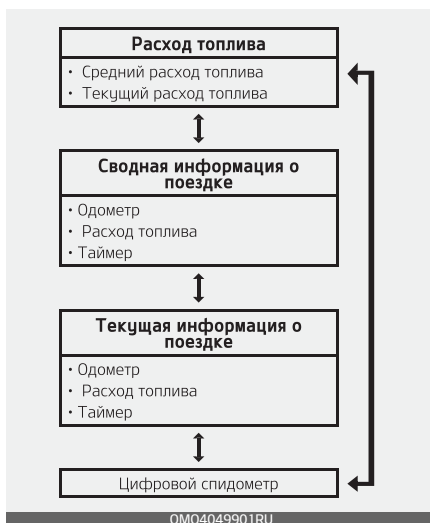 Расход топлива
• Средний расход топлива
• Текущий расход топлива
Сводная информация о
поездке
• Одометр
• Расход топлива
• Таймер
Текущая информация о
поездке
• Одометр
• Расход топлива
• Таймер
Цифровой спидометр
OMQ4049901RU